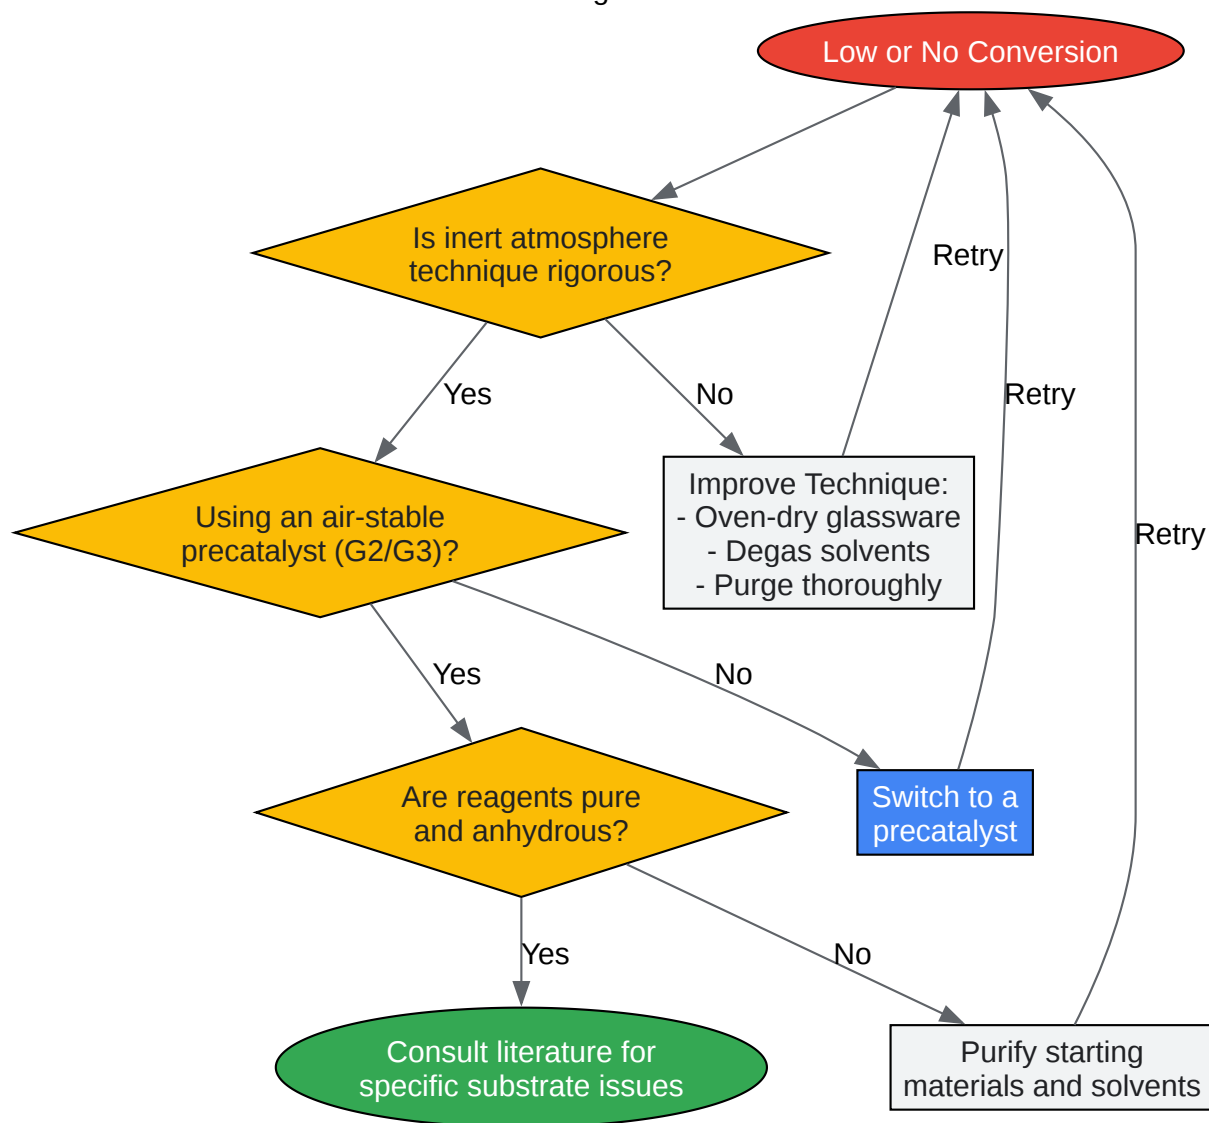 Low or No Conversion
Is inert atmosphere
technique rigorous?
Retry
Yes
No
Retry
Improve Technique:
- Oven-dry glassware
- Degas solvents
- Purge thoroughly
Using an air-stable
precatalyst (G2/G3)?
Retry
Yes
No
Switch to a
precatalyst
Are reagents pure
and anhydrous?
Yes
No
Consult literature for
specific substrate issues
Purify starting
materials and solvents